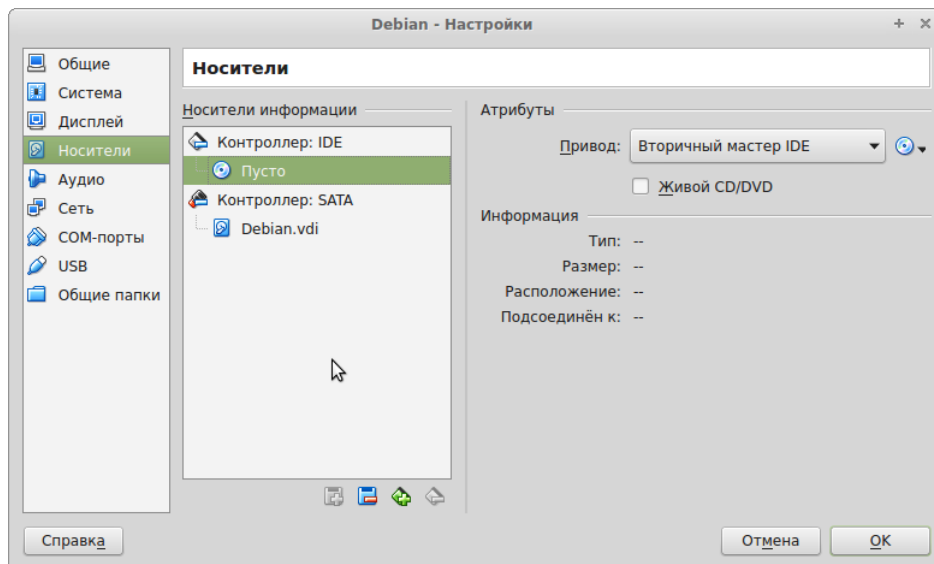 Debian - Настройки
Общие
Система
Дисплей
Носители
Аудио
Сеть
COM-порты
USB
Общие папки
Носители
Носители информации
Контроллер: IDE
Пусто
Контроллер: SATA
Debian.vdi
Атрибуты
Привод: Вторичный мастер IDE
Живой CD/DVD
Информация
Тип: --
Размер: --
Расположение: --
Подсоединён к: --
Справка
Отмена
OK